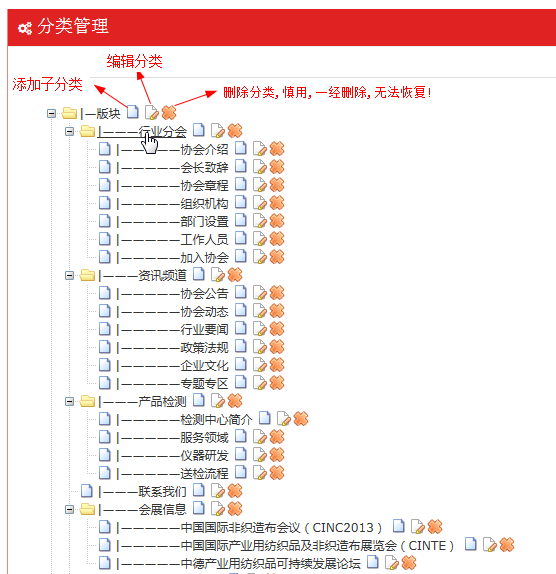 分类管理
编辑分类
添加子分类
删除分类, 慎用, 一经删除, 无法恢复!
|—版块
|———行业分会
|—————协会介绍
|—————会长致辞
|—————协会章程
|—————组织机构
|—————部门设置
|—————工作人员
|—————加入协会
|———资讯频道
|—————协会公告
|—————协会动态
|—————行业要闻
|—————政策法规
|—————企业文化
|—————专题专区
|———产品检测
|—————检测中心简介
|—————服务领域
|—————仪器研发
|—————送检流程
|———联系我们
|———会展信息
|—————中国国际非织造布会议（CINC2013）
|—————中国国际产业用纺织品及非织造布展览会（CINTE）
|—————中德产业用纺织品可持续发展论坛